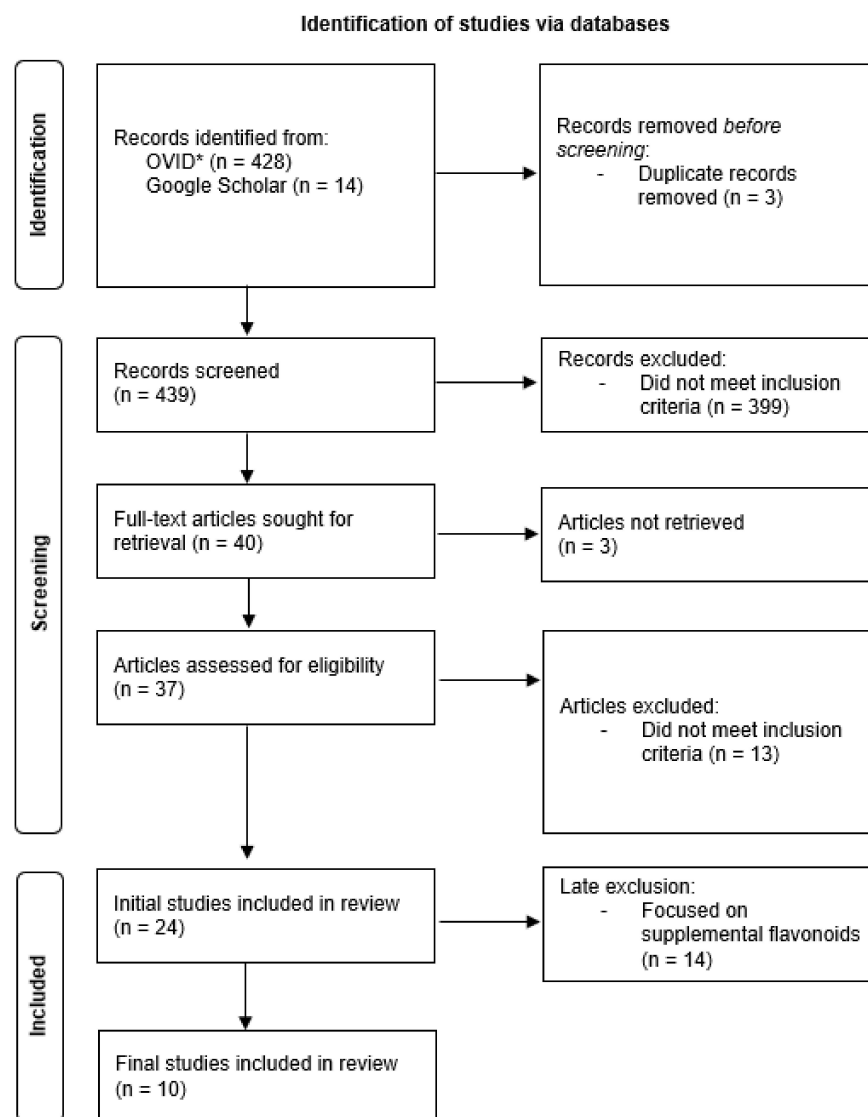 Identification of studies via databases
Identification
Records identified from:
OVID* (n = 428)
Google Scholar (n = 14)
Records removed before
screening:
- Duplicate records
removed (n = 3)
Screening
Records screened
(n = 439)
Records excluded:
- Did not meet inclusion
criteria (n = 399)
Full-text articles sought for
retrieval (n = 40)
Articles not retrieved
(n = 3)
Articles assessed for eligibility
(n = 37)
Articles excluded:
- Did not meet inclusion
criteria (n = 13)
Included
Initial studies included in review
(n = 24)
Late exclusion:
- Focused on
supplemental flavonoids
(n = 14)
Final studies included in review
(n = 10)